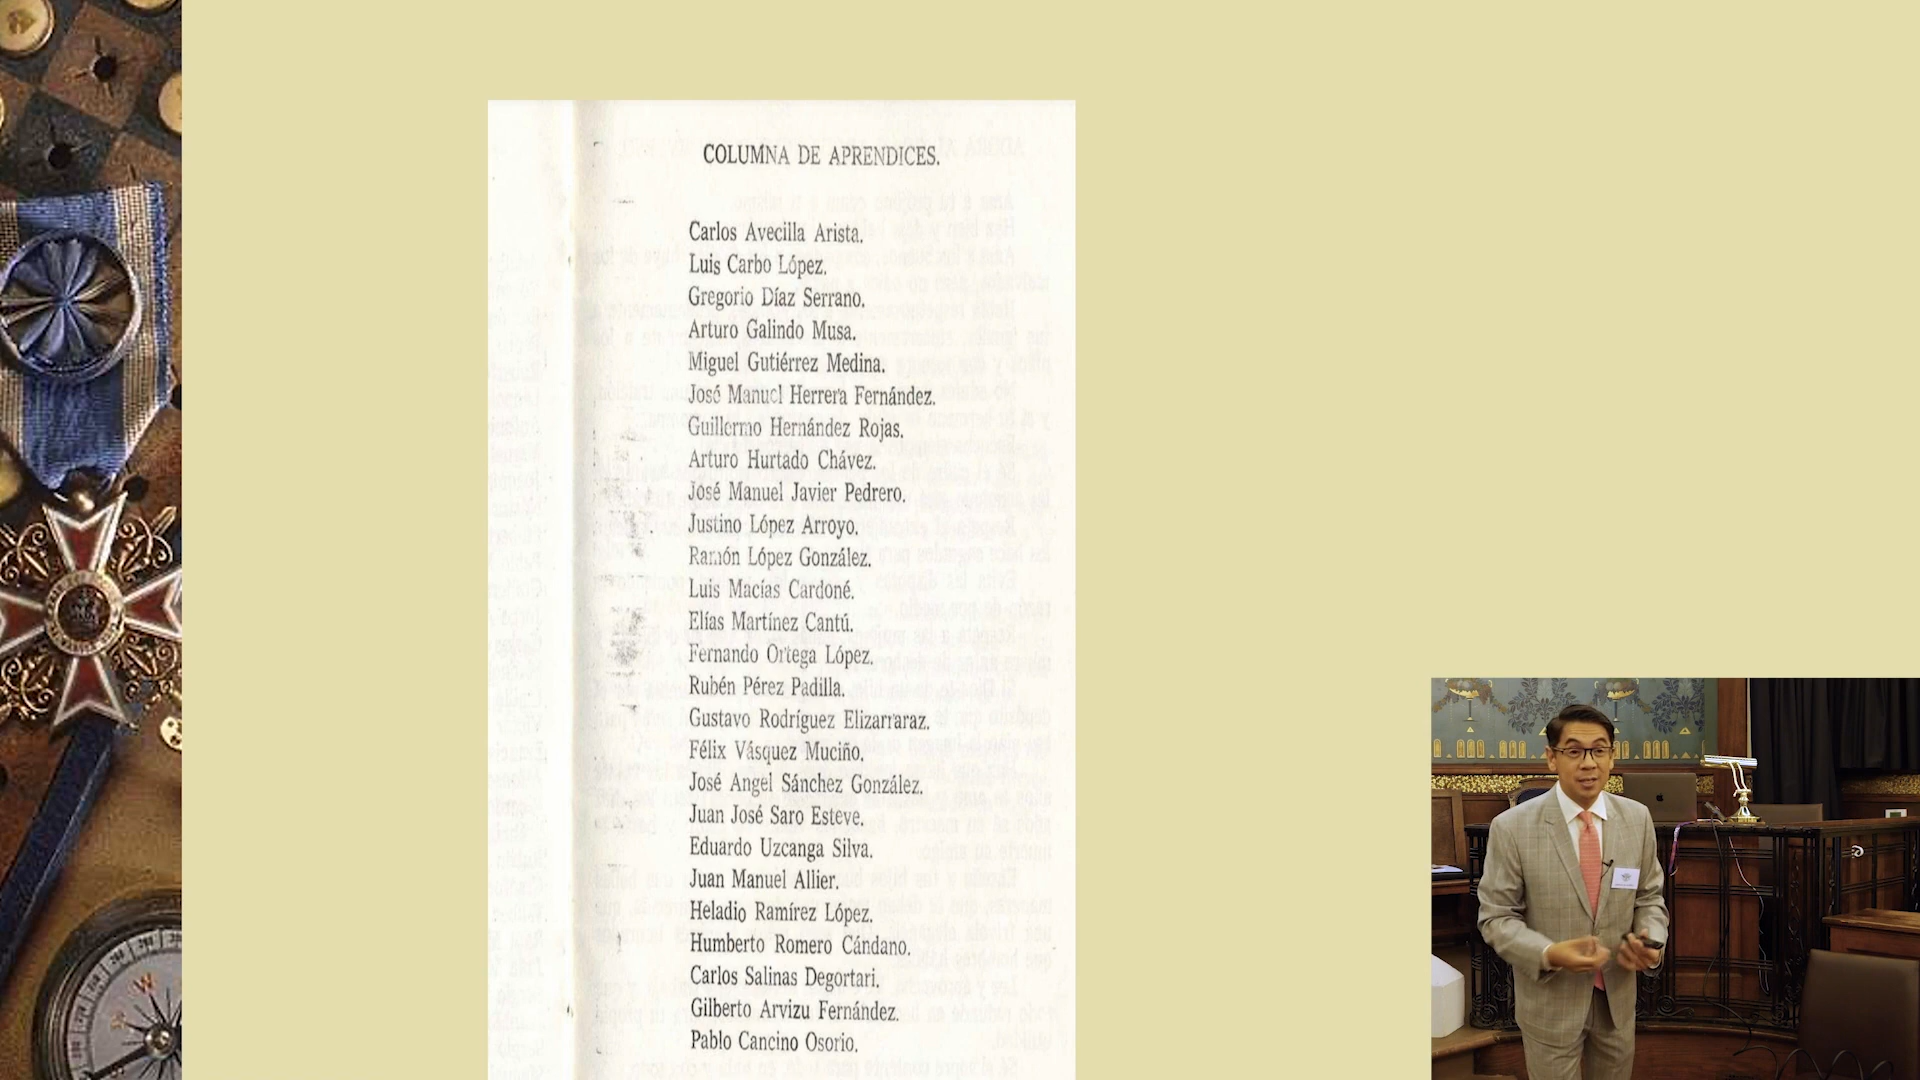 COLUMNA DE APRENDICES.
Carlos Avecilla Arista.
Luis Carbo López.
Gregorio Díaz Serrano.
Arturo Galindo Musa.
Miguel Gutiérrez Medina.
José Manuel Herrera Fernández.
Guillermo Hernández Rojas.
Arturo Hurtado Chávez.
José Manuel Javier Pedrero.
Justino López Arroyo.
Ramón López González.
Luis Macías Cardoné.
Elías Martínez Cantú.
Fernando Ortega López.
Rubén Pérez Padilla.
Gustavo Rodríguez Elizarraraz.
Félix Vásquez Muciño.
José Angel Sánchez González.
Juan José Saro Esteve.
Eduardo Uzcanga Silva.
Juan Manuel Allier.
Heladio Ramírez López.
Humberto Romero Cándano.
Carlos Salinas Degortari.
Gilberto Arvizu Fernández.
Pablo Cancino Osorio.